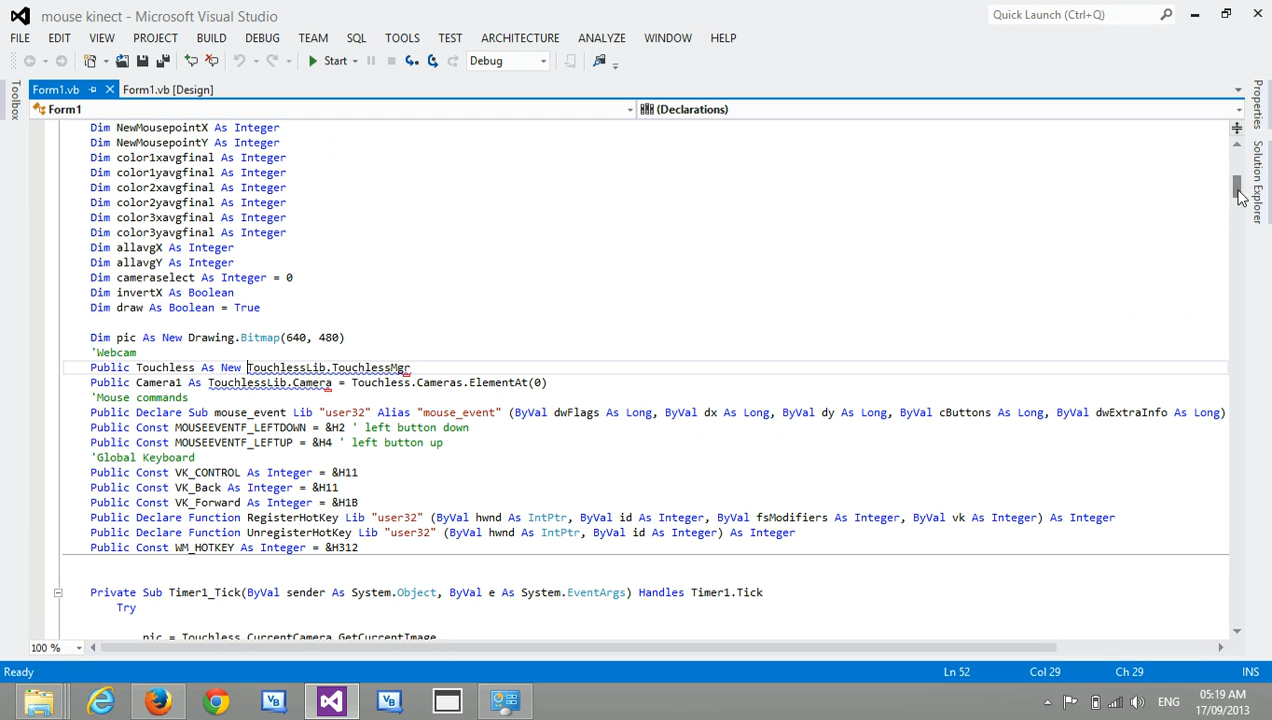 mouse kinect - Microsoft Visual Studio
Quick Launch (Ctrl+Q)
FILE EDIT VIEW PROJECT BUILD DEBUG TEAM SQL TOOLS TEST ARCHITECTURE ANALYZE WINDOW HELP
Start Debug
Toolbox
Form1.vb Form1.vb [Design]
Form1 (Declarations)
Properties
Solution Explorer
Dim NewMousepointX As Integer
Dim NewMousepointY As Integer
Dim color1xavgfinal As Integer
Dim color1yavgfinal As Integer
Dim color2xavgfinal As Integer
Dim color2yavgfinal As Integer
Dim color3xavgfinal As Integer
Dim color3yavgfinal As Integer
Dim allavgX As Integer
Dim allavgY As Integer
Dim cameraselect As Integer = 0
Dim invertX As Boolean
Dim draw As Boolean = True
Dim pic As New Drawing.Bitmap(640, 480)
'Webcam
Public Touchless As New TouchlessLib.TouchlessMgr
Public Camera1 As TouchlessLib.Camera = Touchless.Cameras.ElementAt(0)
'Mouse commands
Public Declare Sub mouse_event Lib "user32" Alias "mouse_event" (ByVal dwFlags As Long, ByVal dx As Long, ByVal dy As Long, ByVal cButtons As Long, ByVal dwExtraInfo As Long)
Public Const MOUSEEVENTF_LEFTDOWN = &H2 ' left button down
Public Const MOUSEEVENTF_LEFTUP = &H4 ' left button up
'Global Keyboard
Public Const VK_CONTROL As Integer = &H11
Public Const VK_Back As Integer = &H11
Public Const VK_Forward As Integer = &H1B
Public Declare Function RegisterHotKey Lib "user32" (ByVal hwnd As IntPtr, ByVal id As Integer, ByVal fsModifiers As Integer, ByVal vk As Integer) As Integer
Public Declare Function UnregisterHotKey Lib "user32" (ByVal hwnd As IntPtr, ByVal id As Integer) As Integer
Public Const WM_HOTKEY As Integer = &H312
Private Sub Timer1_Tick(ByVal sender As System.Object, ByVal e As System.EventArgs) Handles Timer1.Tick
Try
pic = Touchless.CurrentCamera.GetCurrentImage
100 %
Ready Ln 52 Col 29 Ch 29 INS
VB VB
ENG
05:19 AM
17/09/2013